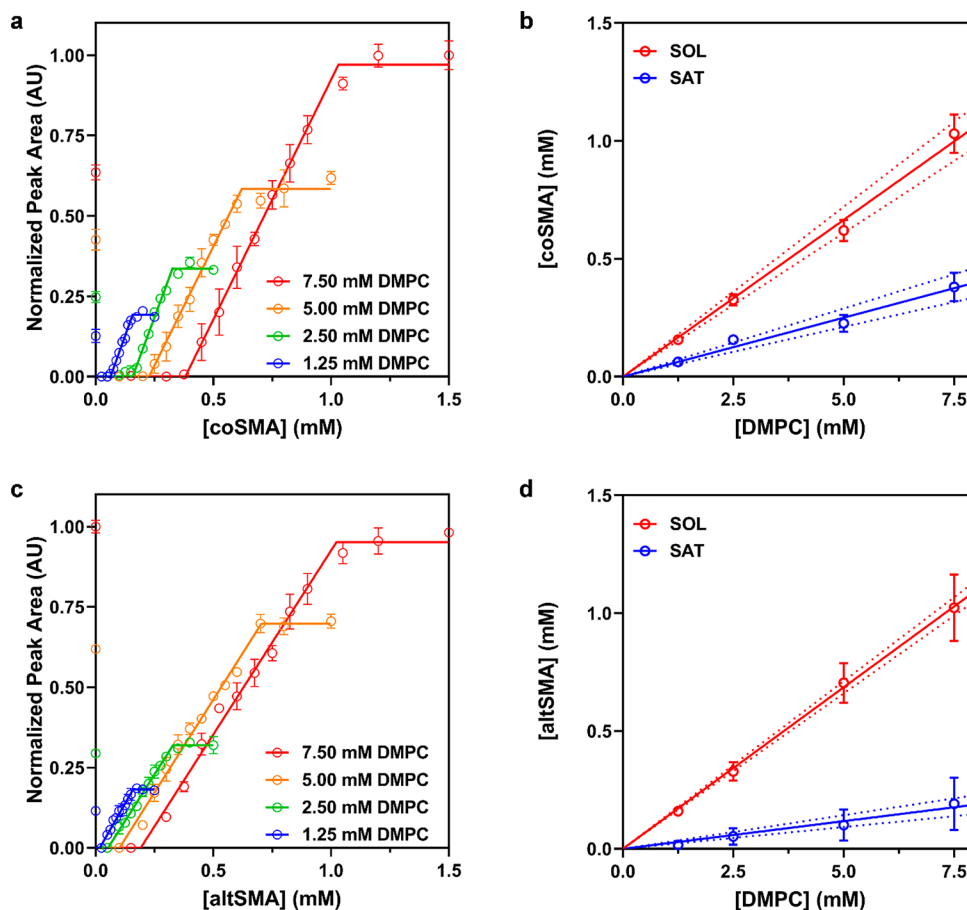 a
Normalized Peak Area (AU)
1.00
0.75
0.50
0.25
0.00
7.50 mM DMPC
5.00 mM DMPC
2.50 mM DMPC
1.25 mM DMPC
0.0 0.5 1.0 1.5
[coSMA] (mM)
b
[coSMA] (mM)
1.5
1.0
0.5
0.0
SOL
SAT
0.0 2.5 5.0 7.5
[DMPC] (mM)
c
Normalized Peak Area (AU)
1.00
0.75
0.50
0.25
0.00
7.50 mM DMPC
5.00 mM DMPC
2.50 mM DMPC
1.25 mM DMPC
0.0 0.5 1.0 1.5
[altSMA] (mM)
d
[altSMA] (mM)
1.5
1.0
0.5
0.0
SOL
SAT
0.0 2.5 5.0 7.5
[DMPC] (mM)